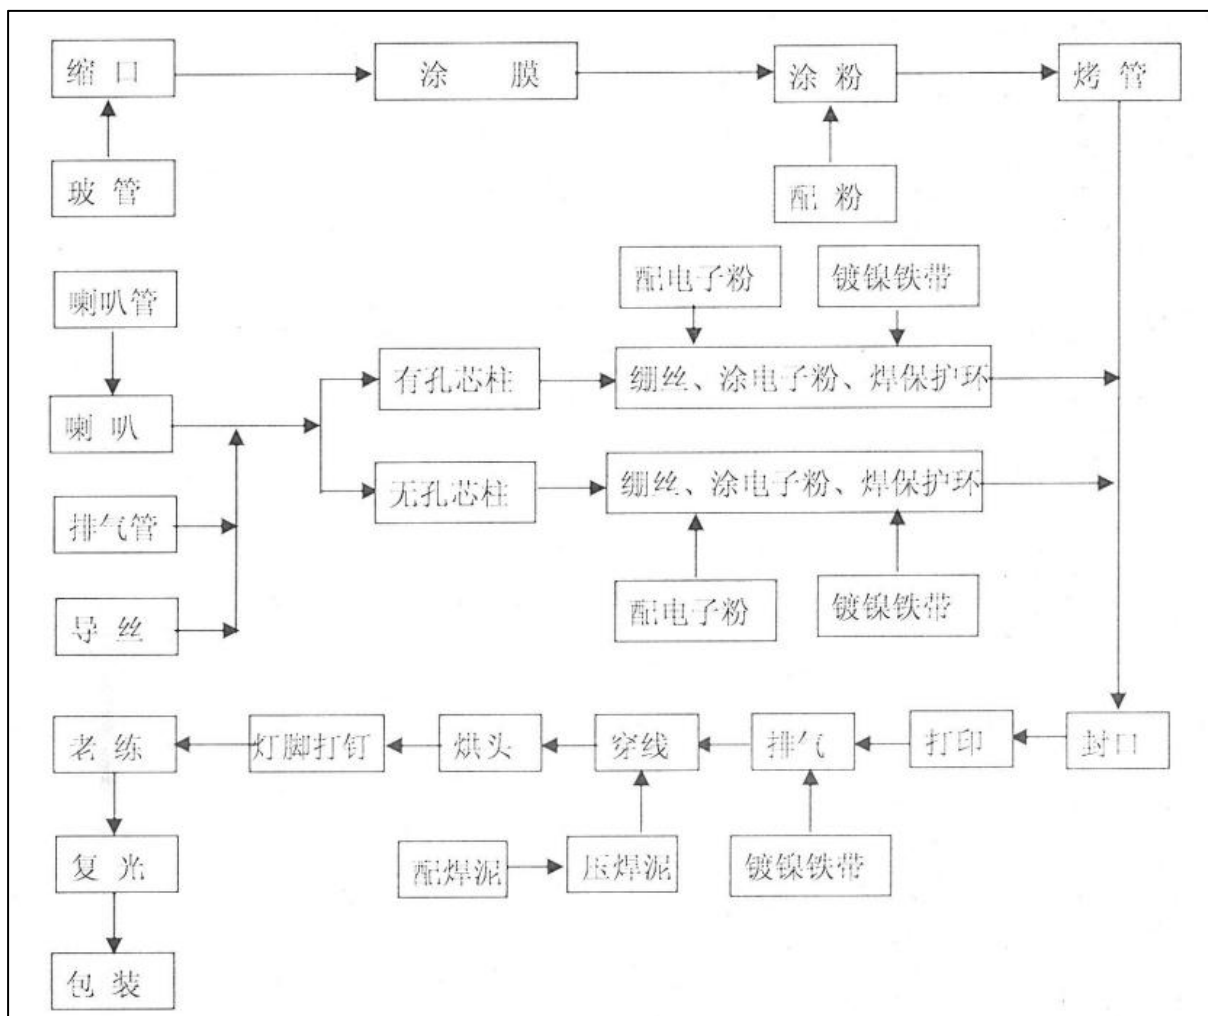 缩口
涂膜
涂粉
烤管
玻管
配粉
喇叭管
配电子粉
镀镍铁带
有孔芯柱
绷丝、涂电子粉、焊保护环
喇叭
无孔芯柱
绷丝、涂电子粉、焊保护环
排气管
配电子粉
镀镍铁带
导丝
老练
灯脚打钉
烘头
穿线
排气
打印
封口
复光
配焊泥
压焊泥
镀镍铁带
包装